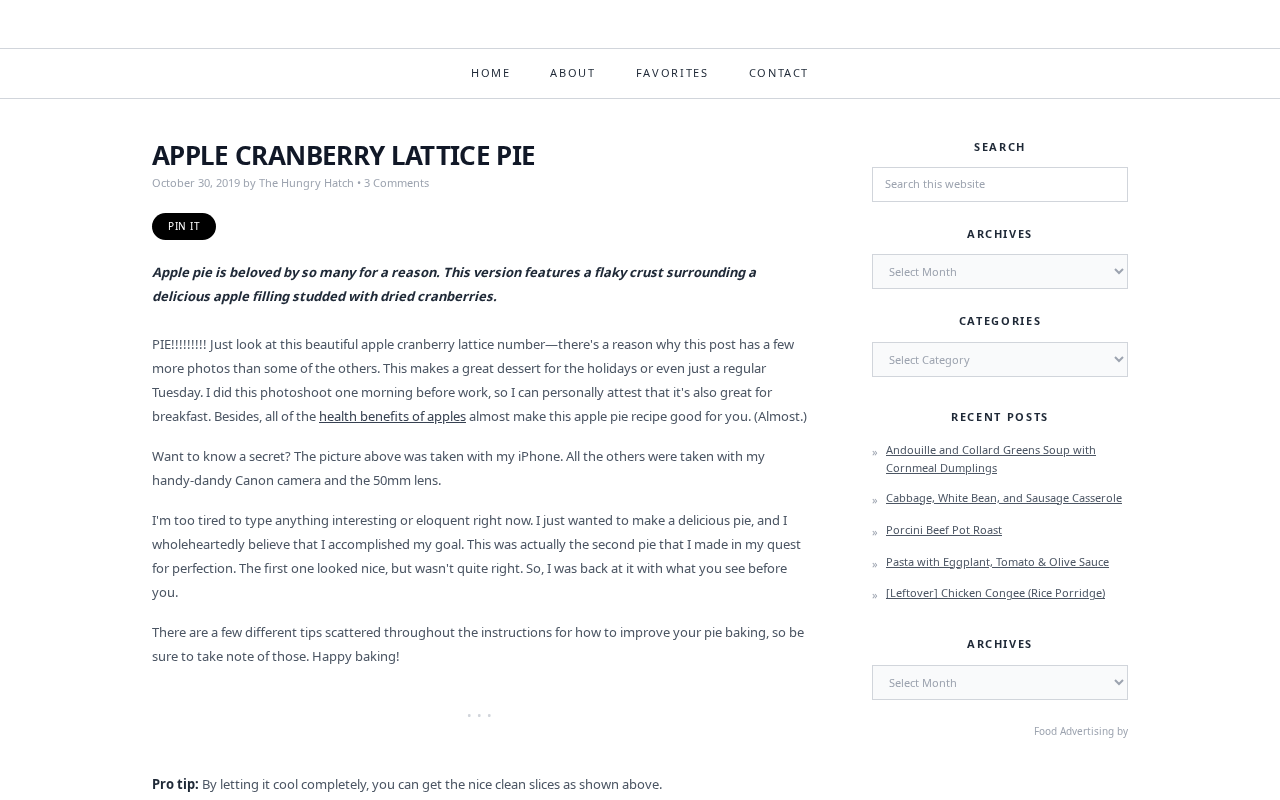 HOME ABOUT FAVORITES CONTACT
APPLE CRANBERRY LATTICE PIE
October 30, 2019 by The Hungry Hatch • 3 Comments
PIN IT
Apple pie is beloved by so many for a reason. This version features a flaky crust surrounding a
delicious apple filling studded with dried cranberries.
PIE!!!!!!!!! Just look at this beautiful apple cranberry lattice number—there's a reason why this post has a few
more photos than some of the others. This makes a great dessert for the holidays or even just a regular
Tuesday. I did this photoshoot one morning before work, so I can personally attest that it's also great for
breakfast. Besides, all of the health benefits of apples almost make this apple pie recipe good for you. (Almost.)
Want to know a secret? The picture above was taken with my iPhone. All the others were taken with my
handy-dandy Canon camera and the 50mm lens.
I'm too tired to type anything interesting or eloquent right now. I just wanted to make a delicious pie, and I
wholeheartedly believe that I accomplished my goal. This was actually the second pie that I made in my quest
for perfection. The first one looked nice, but wasn't quite right. So, I was back at it with what you see before
you.
There are a few different tips scattered throughout the instructions for how to improve your pie baking, so be
sure to take note of those. Happy baking!
• • •
Pro tip: By letting it cool completely, you can get the nice clean slices as shown above.
SEARCH
Search this website
ARCHIVES
Select Month
CATEGORIES
Select Category
RECENT POSTS
» Andouille and Collard Greens Soup with
Cornmeal Dumplings
» Cabbage, White Bean, and Sausage Casserole
» Porcini Beef Pot Roast
» Pasta with Eggplant, Tomato & Olive Sauce
» [Leftover] Chicken Congee (Rice Porridge)
ARCHIVES
Select Month
Food Advertising by